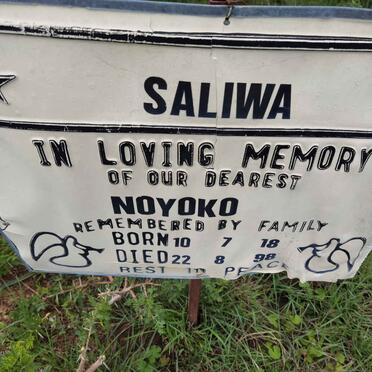 SALIWA
IN LOVING MEMORY
OF OUR DEAREST
NOYOKO
REMEMBERED BY FAMILY
BORN 10 7 18
DIED 22 8 98
REST IN PEACE